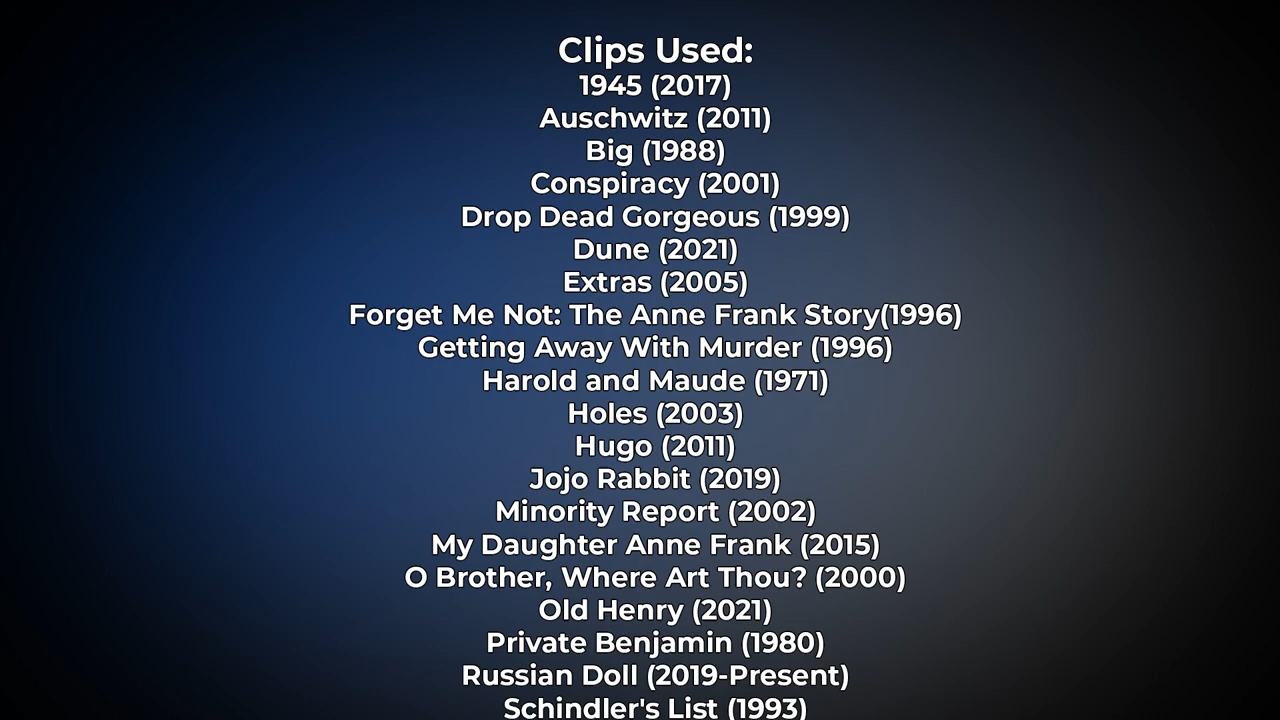 Clips Used:
1945 (2017)
Auschwitz (2011)
Big (1988)
Conspiracy (2001)
Drop Dead Gorgeous (1999)
Dune (2021)
Extras (2005)
Forget Me Not: The Anne Frank Story(1996)
Getting Away With Murder (1996)
Harold and Maude (1971)
Holes (2003)
Hugo (2011)
Jojo Rabbit (2019)
Minority Report (2002)
My Daughter Anne Frank (2015)
O Brother, Where Art Thou? (2000)
Old Henry (2021)
Private Benjamin (1980)
Russian Doll (2019-Present)
Schindler's List (1993)